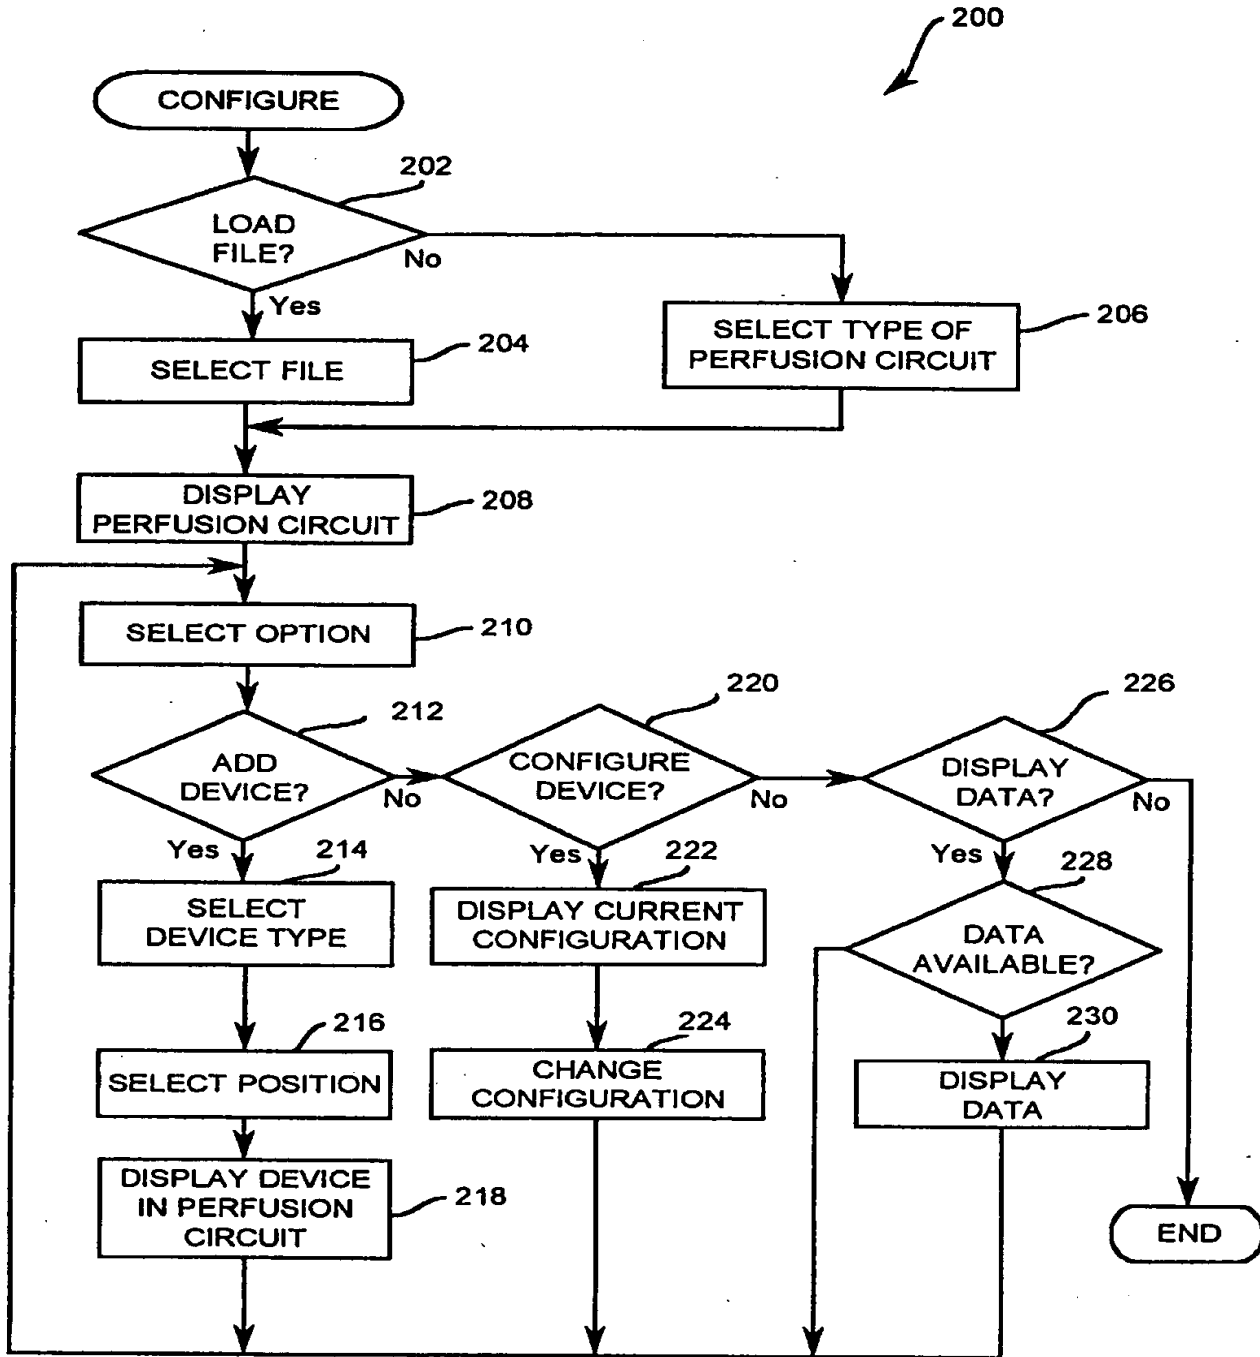 200
CONFIGURE
202
LOAD
FILE?
No
Yes
204
SELECT FILE
206
SELECT TYPE OF
PERFUSION CIRCUIT
208
DISPLAY
PERFUSION CIRCUIT
210
SELECT OPTION
212
ADD
DEVICE?
No
Yes
220
CONFIGURE
DEVICE?
No
Yes
226
DISPLAY
DATA?
No
Yes
214
SELECT
DEVICE TYPE
222
DISPLAY CURRENT
CONFIGURATION
228
DATA
AVAILABLE?
216
SELECT POSITION
224
CHANGE
CONFIGURATION
230
DISPLAY
DATA
218
DISPLAY DEVICE
IN PERFUSION
CIRCUIT
END